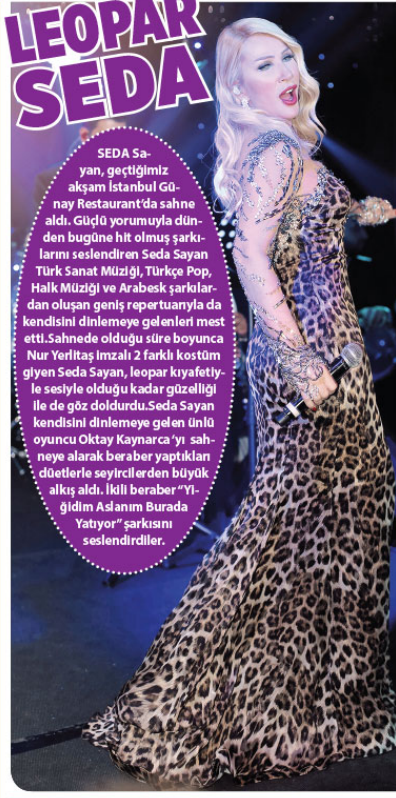 LEOPAR
SEDA
SEDA Sa-
yan, geçtiğimiz
akşam İstanbul Gü-
nay Restaurant'da sahne
aldı. Güçlü yorumuyla dün-
den bugüne hit olmuş şarkı-
larını seslendiren Seda Sayan
Türk Sanat Müziği, Türkçe Pop,
Halk Müziği ve Arabesk şarkılar-
dan oluşan geniş repertuarıyla da
kendisini dinlemeye gelenleri mest
etti.Sahnede olduğu süre boyunca
Nur Yerlitaş imzalı 2 farklı kostüm
giyen Seda Sayan, leopar kıyafetiy-
le sesiyle olduğu kadar güzelliği
ile de göz doldurdu.Seda Sayan
kendisini dinlemeye gelen ünlü
oyuncu Oktay Kaynarca 'yı sah-
neye alarak beraber yaptıkları
düetlerle seyircilerden büyük
alkış aldı. İkili beraber "Yi-
ğidim Aslanım Burada
Yatıyor" şarkısını
seslendirdiler.